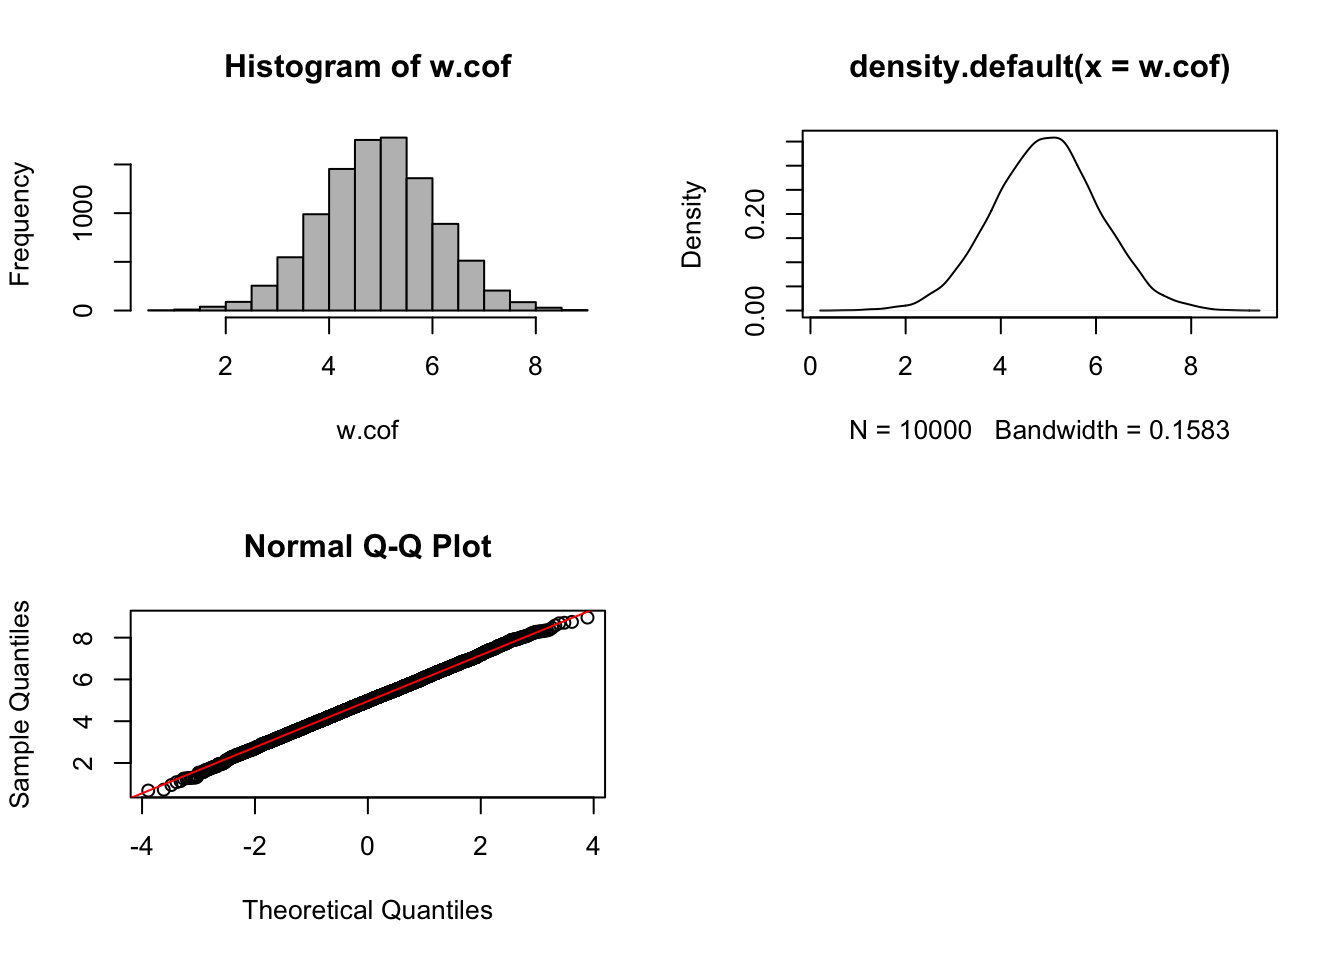 Histogram of w.cof
Frequency
0
1000
2
4
6
8
w.cof
density.default(x = w.cof)
Density
0.00
0.20
0
2
4
6
8
N = 10000   Bandwidth = 0.1583
Normal Q-Q Plot
Sample Quantiles
2
4
6
8
-4
-2
0
2
4
Theoretical Quantiles